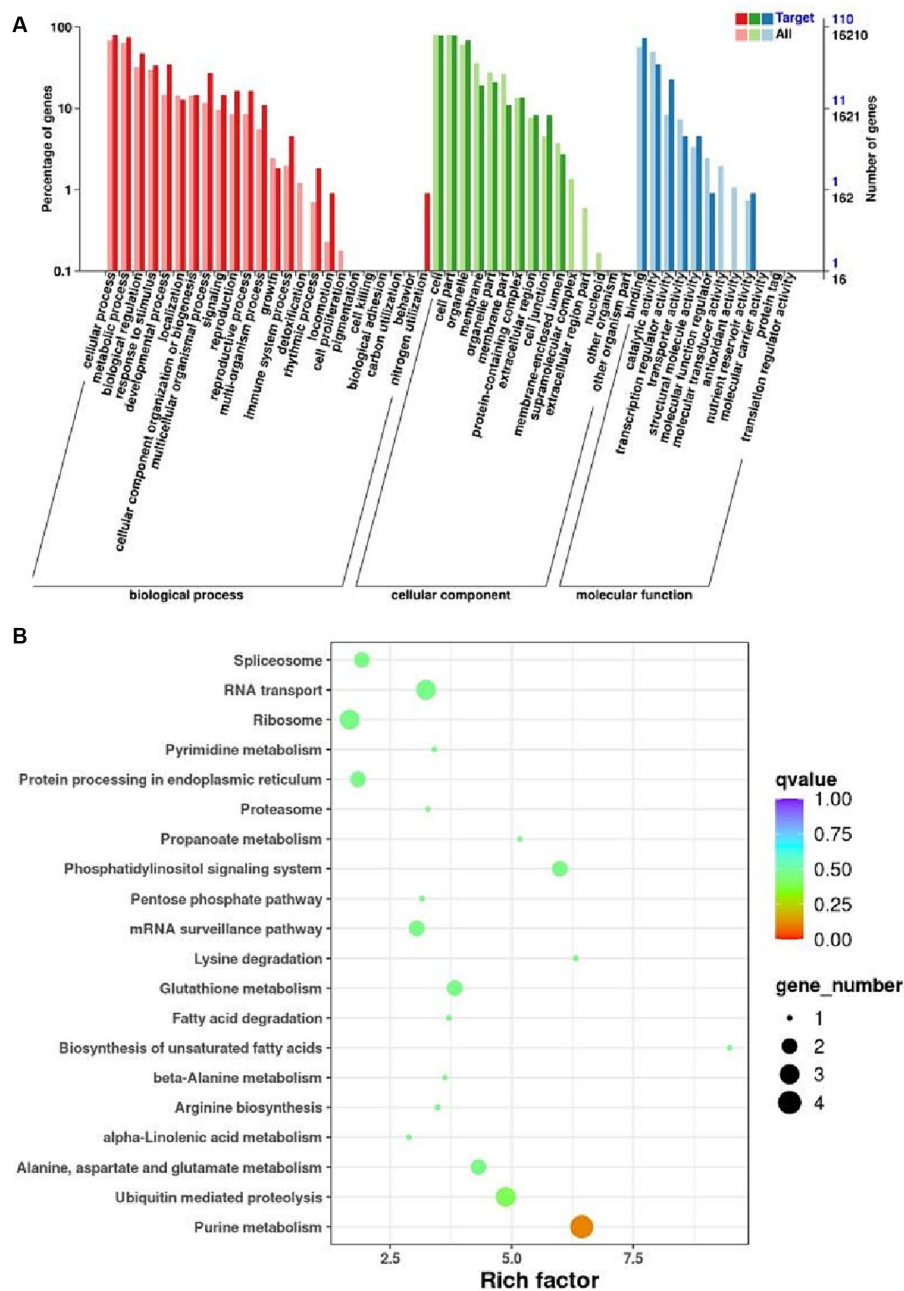 A
Target
All
100
10
1
0.1
Percentage of genes
110
16210
11
1621
1
162
1
16
Number of genes
cellular process
metabolic process
biological regulation
response to stimulus
developmental process
localization
cellular component organization or biogenesis
multicellular organismal process
signaling
reproduction
reproductive process
multi-organism process
growth
immune system process
detoxification
rhythmic process
locomotion
cell proliferation
pigmentation
cell killing
biological adhesion
carbon utilization
behavior
nitrogen utilization
cell
cell part
organelle
membrane
organelle part
membrane part
protein-containing complex
extracellular region
cell junction
membrane-enclosed lumen
supramolecular complex
extracellular region part
nucleoid
other organism
other organism part
binding
catalytic activity
transcription regulator activity
transporter activity
structural molecule activity
molecular function regulator
molecular transducer activity
antioxidant activity
nutrient reservoir activity
molecular carrier activity
protein tag
translation regulator activity
biological process
cellular component
molecular function
B
Spliceosome
RNA transport
Ribosome
Pyrimidine metabolism
Protein processing in endoplasmic reticulum
Proteasome
Propanoate metabolism
Phosphatidylinositol signaling system
Pentose phosphate pathway
mRNA surveillance pathway
Lysine degradation
Glutathione metabolism
Fatty acid degradation
Biosynthesis of unsaturated fatty acids
beta-Alanine metabolism
Arginine biosynthesis
alpha-Linolenic acid metabolism
Alanine, aspartate and glutamate metabolism
Ubiquitin mediated proteolysis
Purine metabolism
2.5
5.0
7.5
Rich factor
qvalue
1.00
0.75
0.50
0.25
0.00
gene_number
1
2
3
4